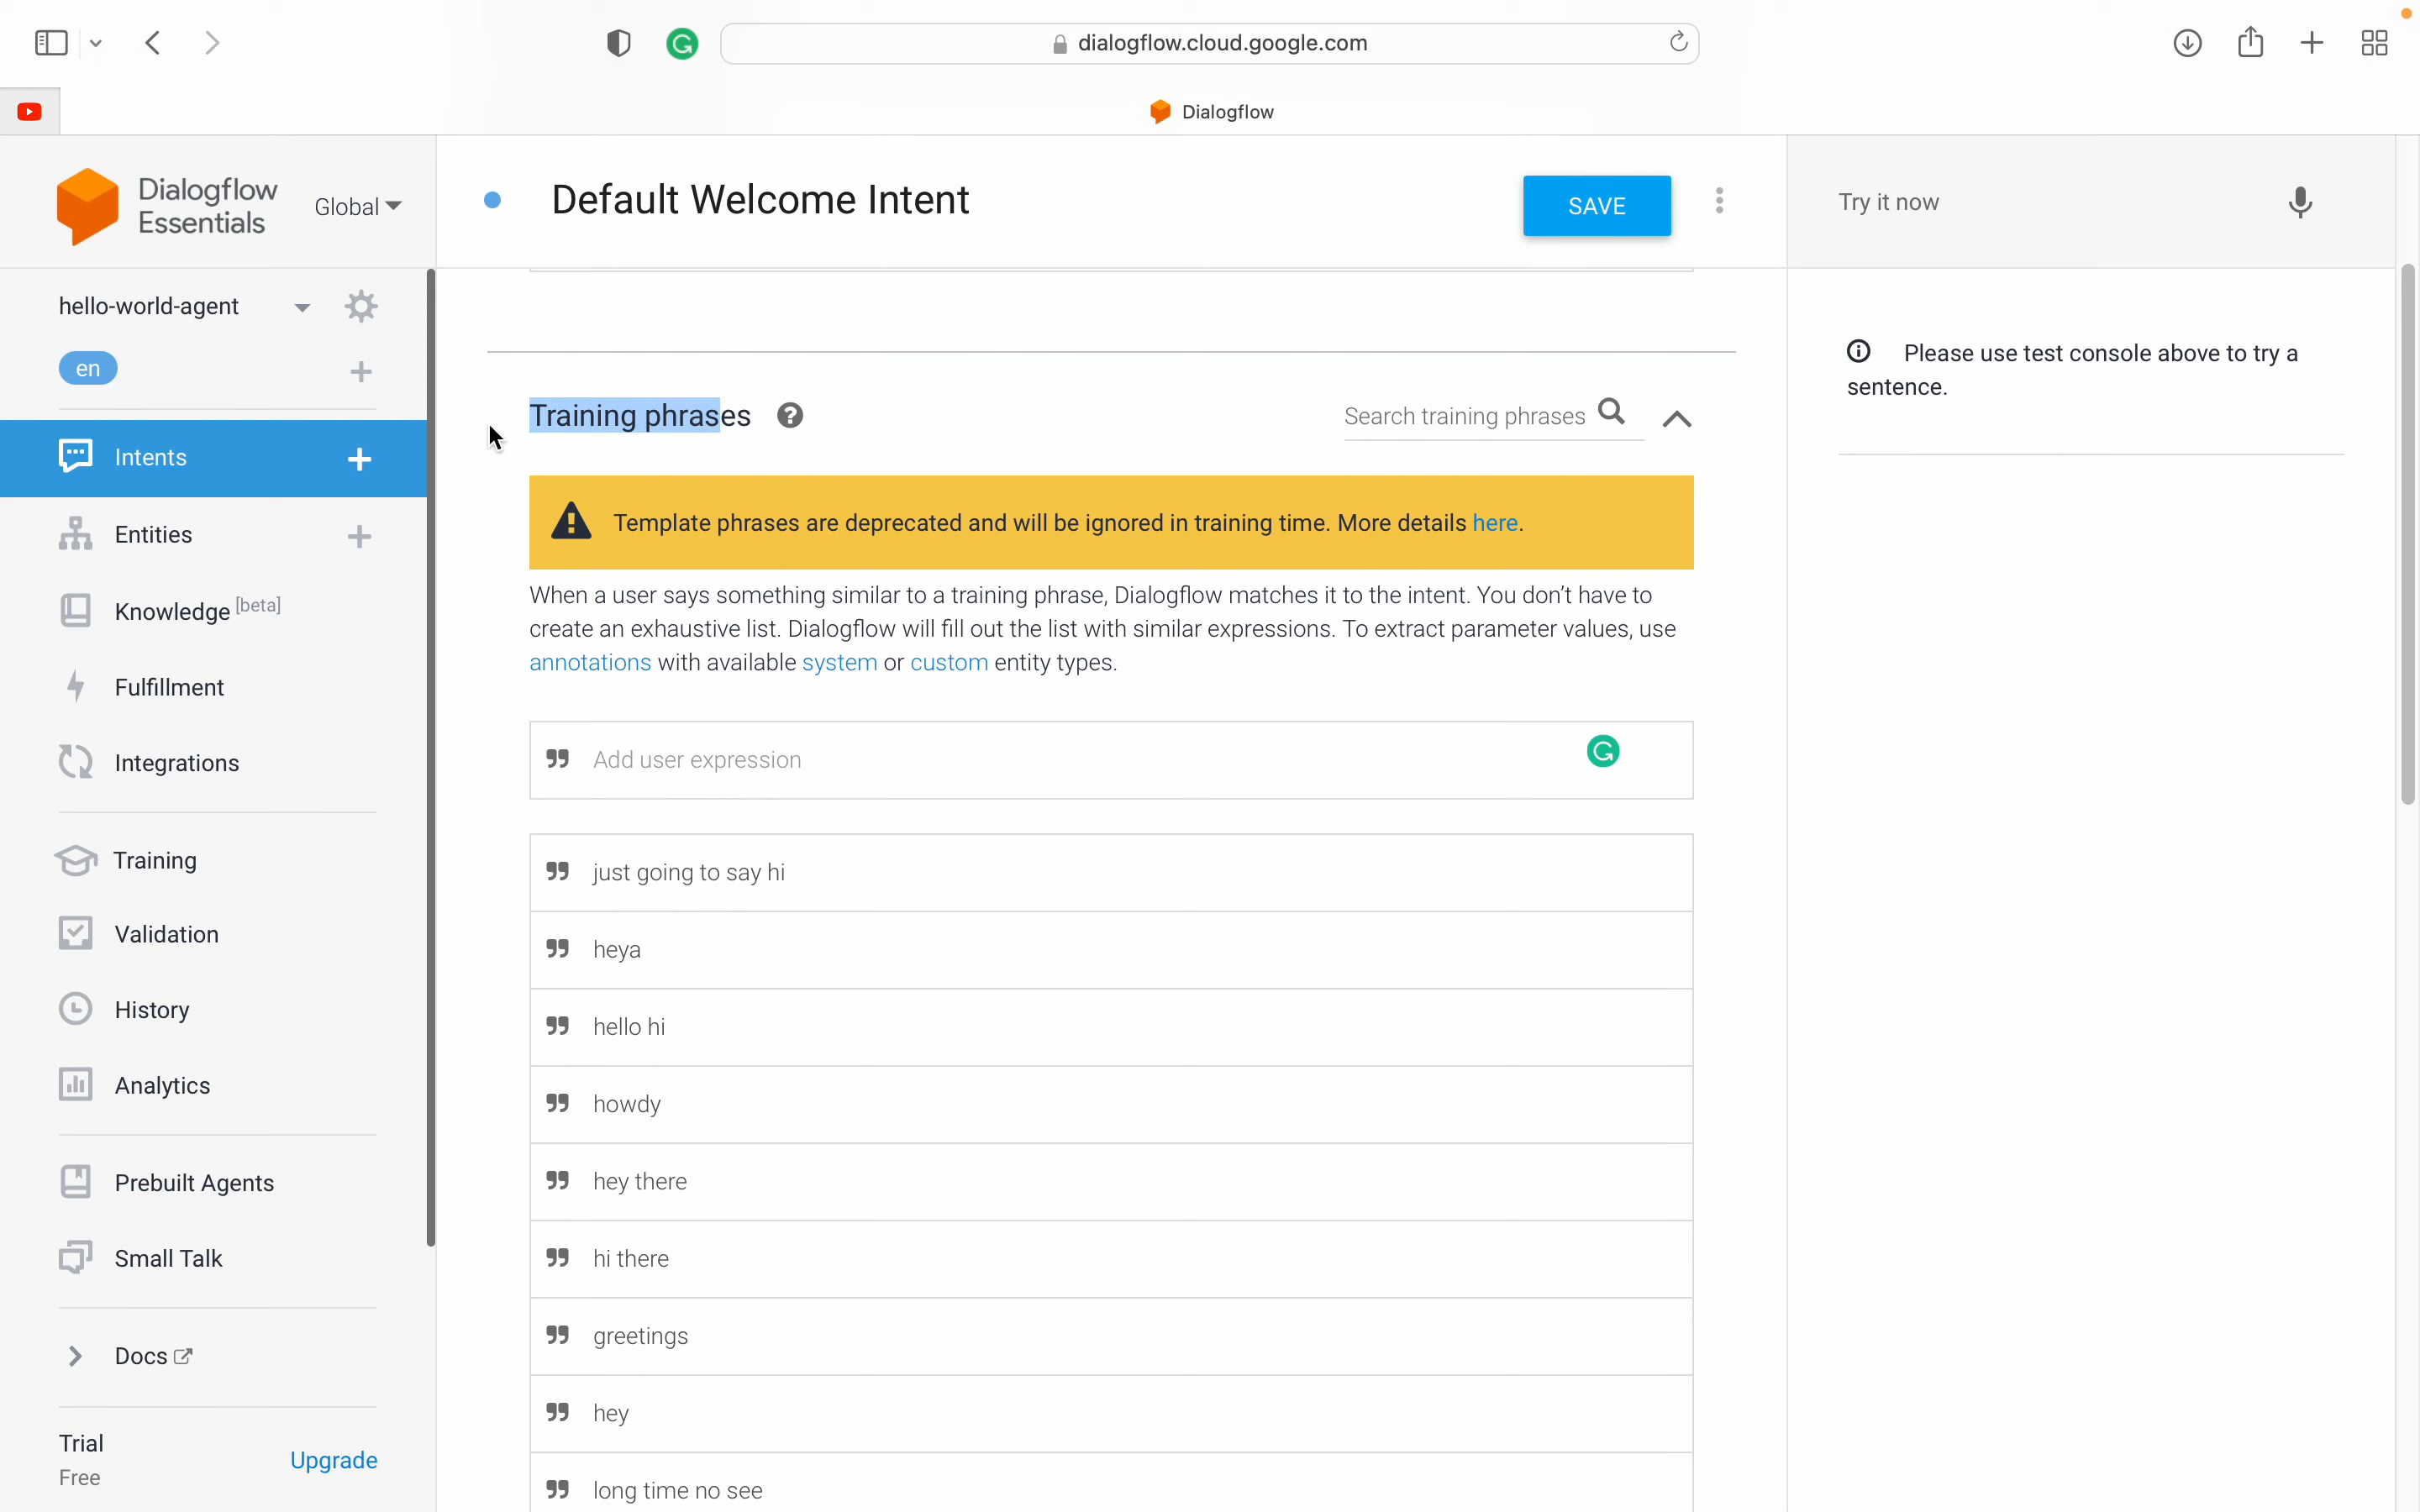 dialogflow.cloud.google.com
Dialogflow
Dialogflow
Essentials
Global
Default Welcome Intent
SAVE
Try it now
hello-world-agent
en
Please use test console above to try a
sentence.
Training phrases
Search training phrases
Intents
Template phrases are deprecated and will be ignored in training time. More details here.
Entities
Knowledge [beta]
When a user says something similar to a training phrase, Dialogflow matches it to the intent. You don't have to
create an exhaustive list. Dialogflow will fill out the list with similar expressions. To extract parameter values, use
annotations with available system or custom entity types.
Fulfillment
Integrations
Add user expression
Training
just going to say hi
Validation
heya
History
hello hi
Analytics
howdy
Prebuilt Agents
hey there
Small Talk
hi there
Docs
greetings
hey
Trial
Free
Upgrade
long time no see